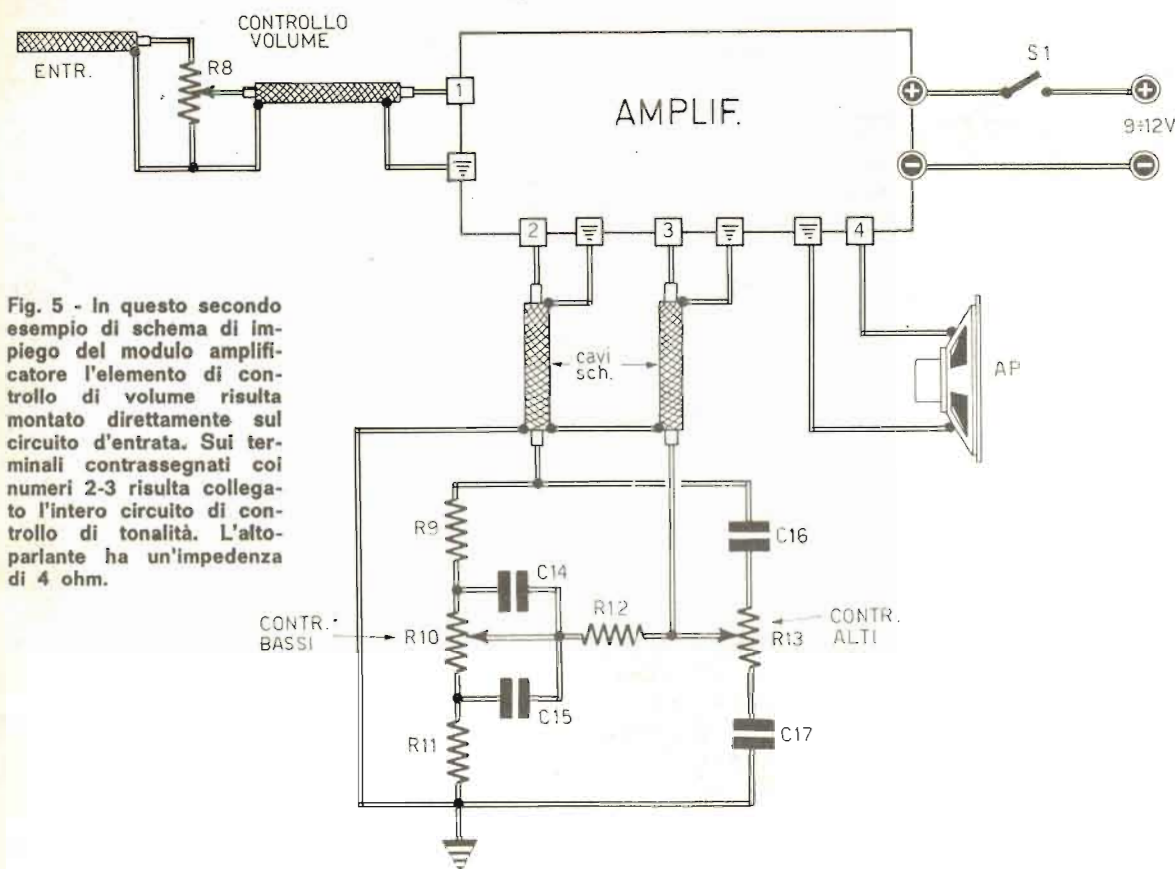 CONTROLLO
VOLUME
ENTR.
R8
1
AMPLIF.
S1
+
9÷12V
-
2
3
4
Fig. 5 - In questo secondo
esempio di schema di im-
piego del modulo amplifi-
catore l'elemento di con-
trollo di volume risulta
montato direttamente sul
circuito d'entrata. Sui ter-
minali contrassegnati coi
numeri 2-3 risulta collega-
to l'intero circuito di con-
trollo di tonalità. L'alto-
parlante ha un'impedenza
di 4 ohm.
cavi
sch.
AP
R9
C16
C14
CONTR.
BASSI
R10
R12
CONTR.
ALTI
R13
C15
R11
C17